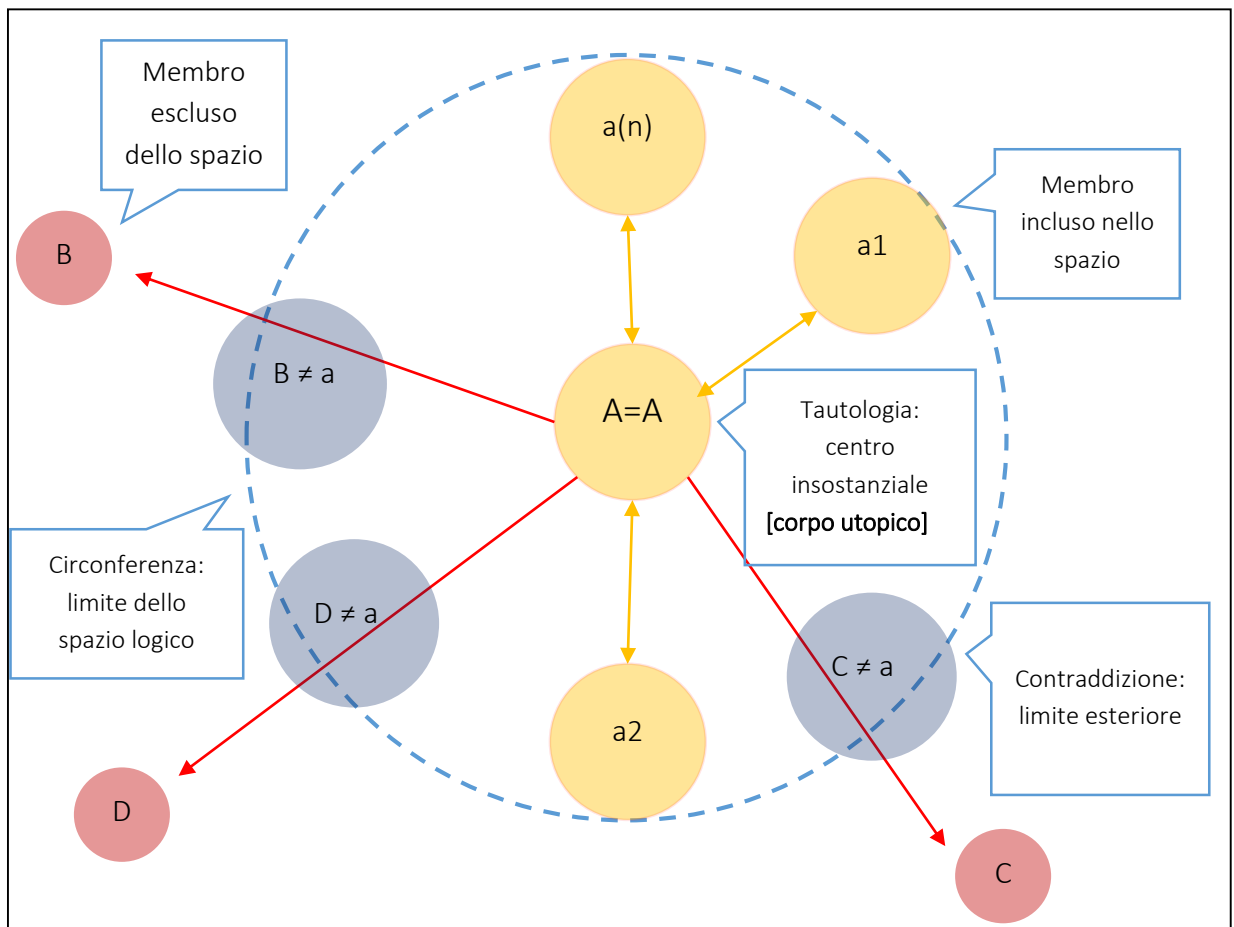 Membro
escluso
dello spazio
a(n)
Membro
incluso nello
spazio
a1
B
B ≠ a
A=A
Tautologia:
centro
insostanziale
[corpo utopico]
Circonferenza:
limite dello
spazio logico
D ≠ a
C ≠ a
Contraddizione:
limite esteriore
a2
D
C